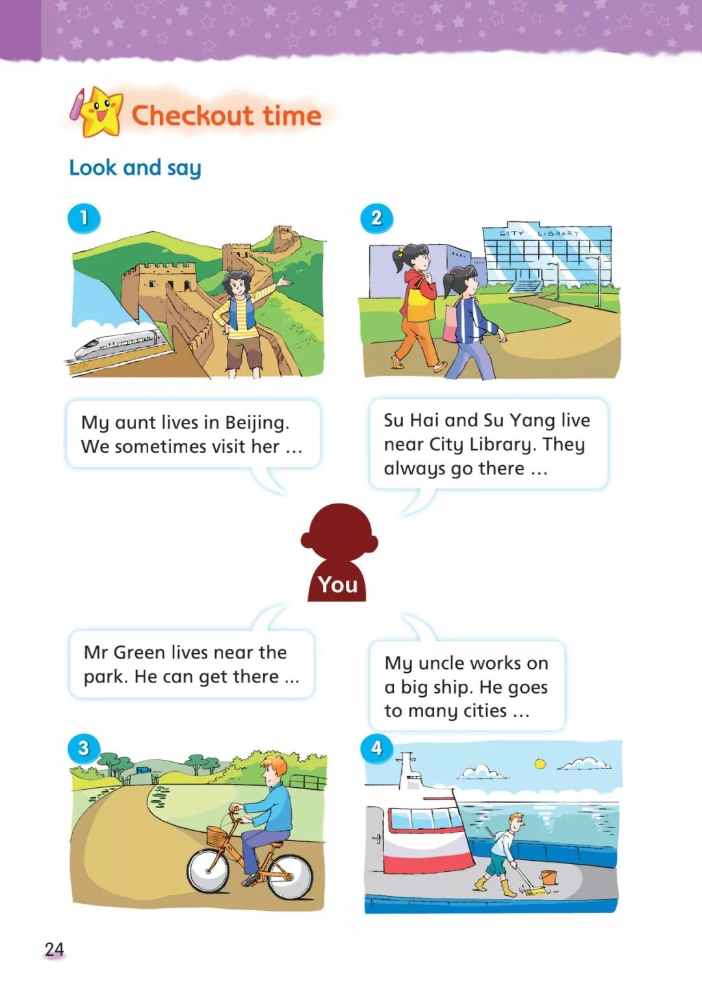 Checkout time
Look and say
1
2
CITY LIBRARY
My aunt lives in Beijing.
We sometimes visit her ...
Su Hai and Su Yang live
near City Library. They
always go there ...
You
Mr Green lives near the
park. He can get there ...
My uncle works on
a big ship. He goes
to many cities ...
3
4
24